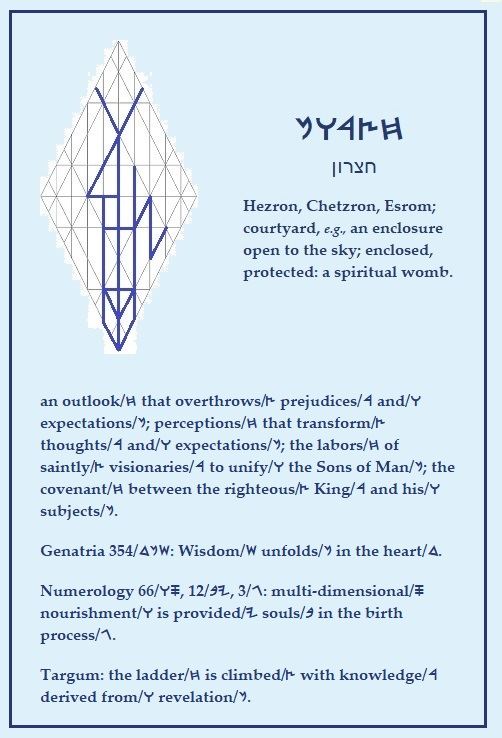 𐤇𐤑𐤓𐤅𐤍
חצרון
Hezron, Chetzron, Esrom;
courtyard, e.g., an enclosure
open to the sky; enclosed,
protected: a spiritual womb.
an outlook/𐤇 that overthrows/𐤑 prejudices/𐤓 and/𐤅
expectations/𐤍; perceptions/𐤇 that transform/𐤑
thoughts/𐤓 and/𐤅 expectations/𐤍; the labors/𐤇 of
saintly/𐤑 visionaries/𐤓 to unify/𐤅 the Sons of Man/𐤍; the
covenant/𐤇 between the righteous/𐤑 King/𐤓 and his/𐤅
subjects/𐤍.
Genatria 354/𐤔𐤍𐤃: Wisdom/𐤔 unfolds/𐤍 in the heart/𐤃.
Numerology 66/𐤎𐤅, 12/𐤉𐤁, 3/𐤂: multi-dimensional/𐤎
nourishment/𐤅 is provided/𐤉 souls/𐤁 in the birth
process/𐤂.
Targum: the ladder/𐤇 is climbed/𐤑 with knowledge/𐤓
derived from/𐤅 revelation/𐤍.